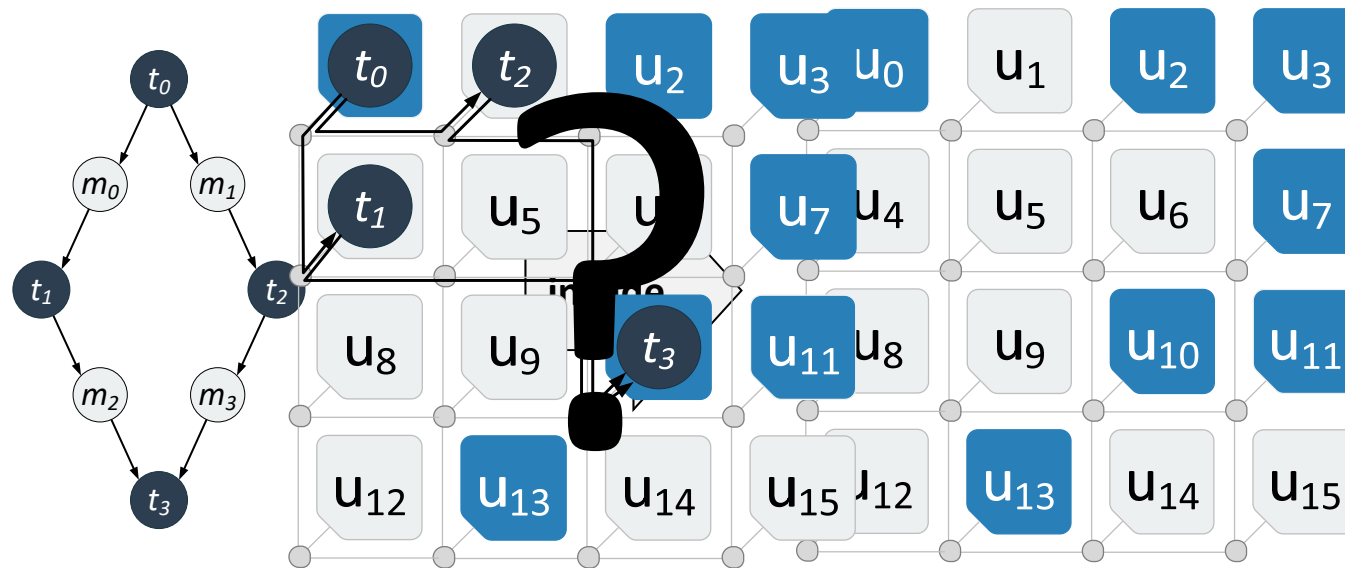 t0 t2 u2 u3 u0 u1 u2 u3
m0 m1
t1 u5 u7 u4 u5 u6 u7
t1 t2
?
u8 u9 t3 u11 u8 u9 u10 u11
m2 m3
u12 u13 u14 u15 u12 u13 u14 u15
t0
t3